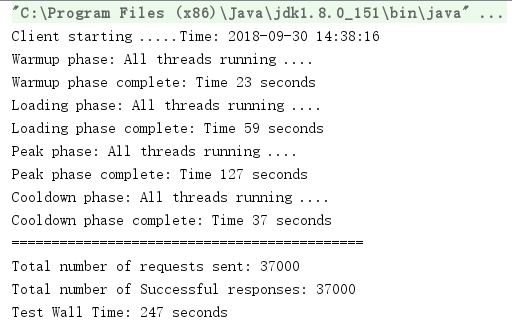 "C:\Program Files (x86)\Java\jdk1.8.0_151\bin\java" ...
Client starting .....Time: 2018-09-30 14:38:16
Warmup phase: All threads running ....
Warmup phase complete: Time 23 seconds
Loading phase: All threads running ....
Loading phase complete: Time 59 seconds
Peak phase: All threads running ....
Peak phase complete: Time 127 seconds
Cooldown phase: All threads running ....
Cooldown phase complete: Time 37 seconds
============================================
Total number of requests sent: 37000
Total number of Successful responses: 37000
Test Wall Time: 247 seconds